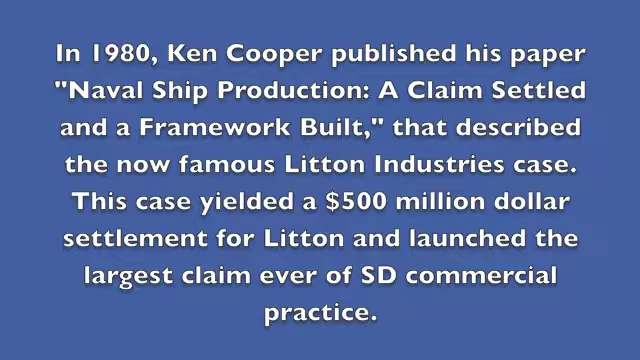 In 1980, Ken Cooper published his paper
"Naval Ship Production: A Claim Settled
and a Framework Built," that described
the now famous Litton Industries case.
This case yielded a $500 million dollar
settlement for Litton and launched the
largest claim ever of SD commercial
practice.